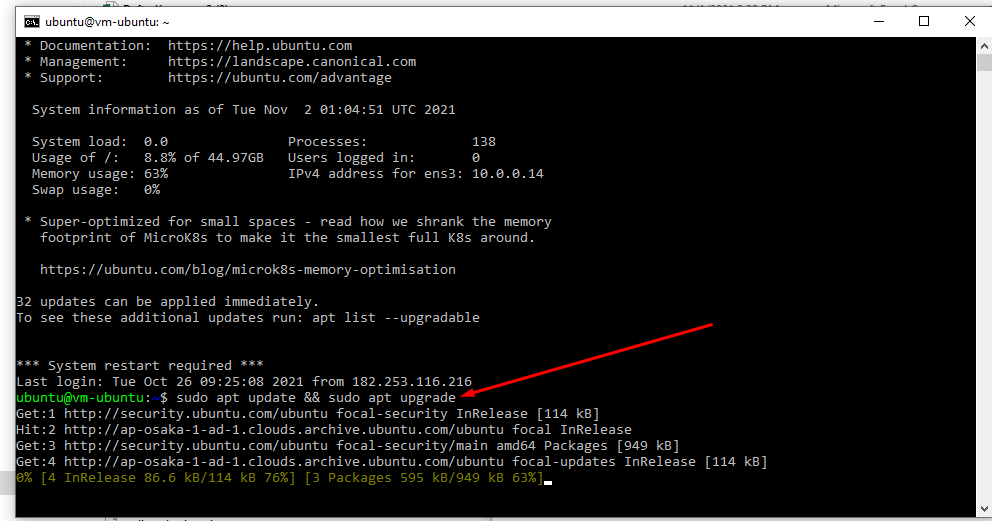 ubuntu@vm-ubuntu: ~
* Documentation:  https://help.ubuntu.com
* Management:     https://landscape.canonical.com
* Support:        https://ubuntu.com/advantage
System information as of Tue Nov  2 01:04:51 UTC 2021
System load:  0.0               Processes:             138
Usage of /:   8.8% of 44.97GB   Users logged in:       0
Memory usage: 63%               IPv4 address for ens3: 10.0.0.14
Swap usage:   0%
* Super-optimized for small spaces - read how we shrank the memory
footprint of MicroK8s to make it the smallest full K8s around.
https://ubuntu.com/blog/microk8s-memory-optimisation
32 updates can be applied immediately.
To see these additional updates run: apt list --upgradable
*** System restart required ***
Last login: Tue Oct 26 09:25:08 2021 from 182.253.116.216
ubuntu@vm-ubuntu:~$ sudo apt update && sudo apt upgrade
Get:1 http://security.ubuntu.com/ubuntu focal-security InRelease [114 kB]
Hit:2 http://ap-osaka-1-ad-1.clouds.archive.ubuntu.com/ubuntu focal InRelease
Get:3 http://security.ubuntu.com/ubuntu focal-security/main amd64 Packages [949 kB]
Get:4 http://ap-osaka-1-ad-1.clouds.archive.ubuntu.com/ubuntu focal-updates InRelease [114 kB]
0% [4 InRelease 86.6 kB/114 kB 76%] [3 Packages 595 kB/949 kB 63%]